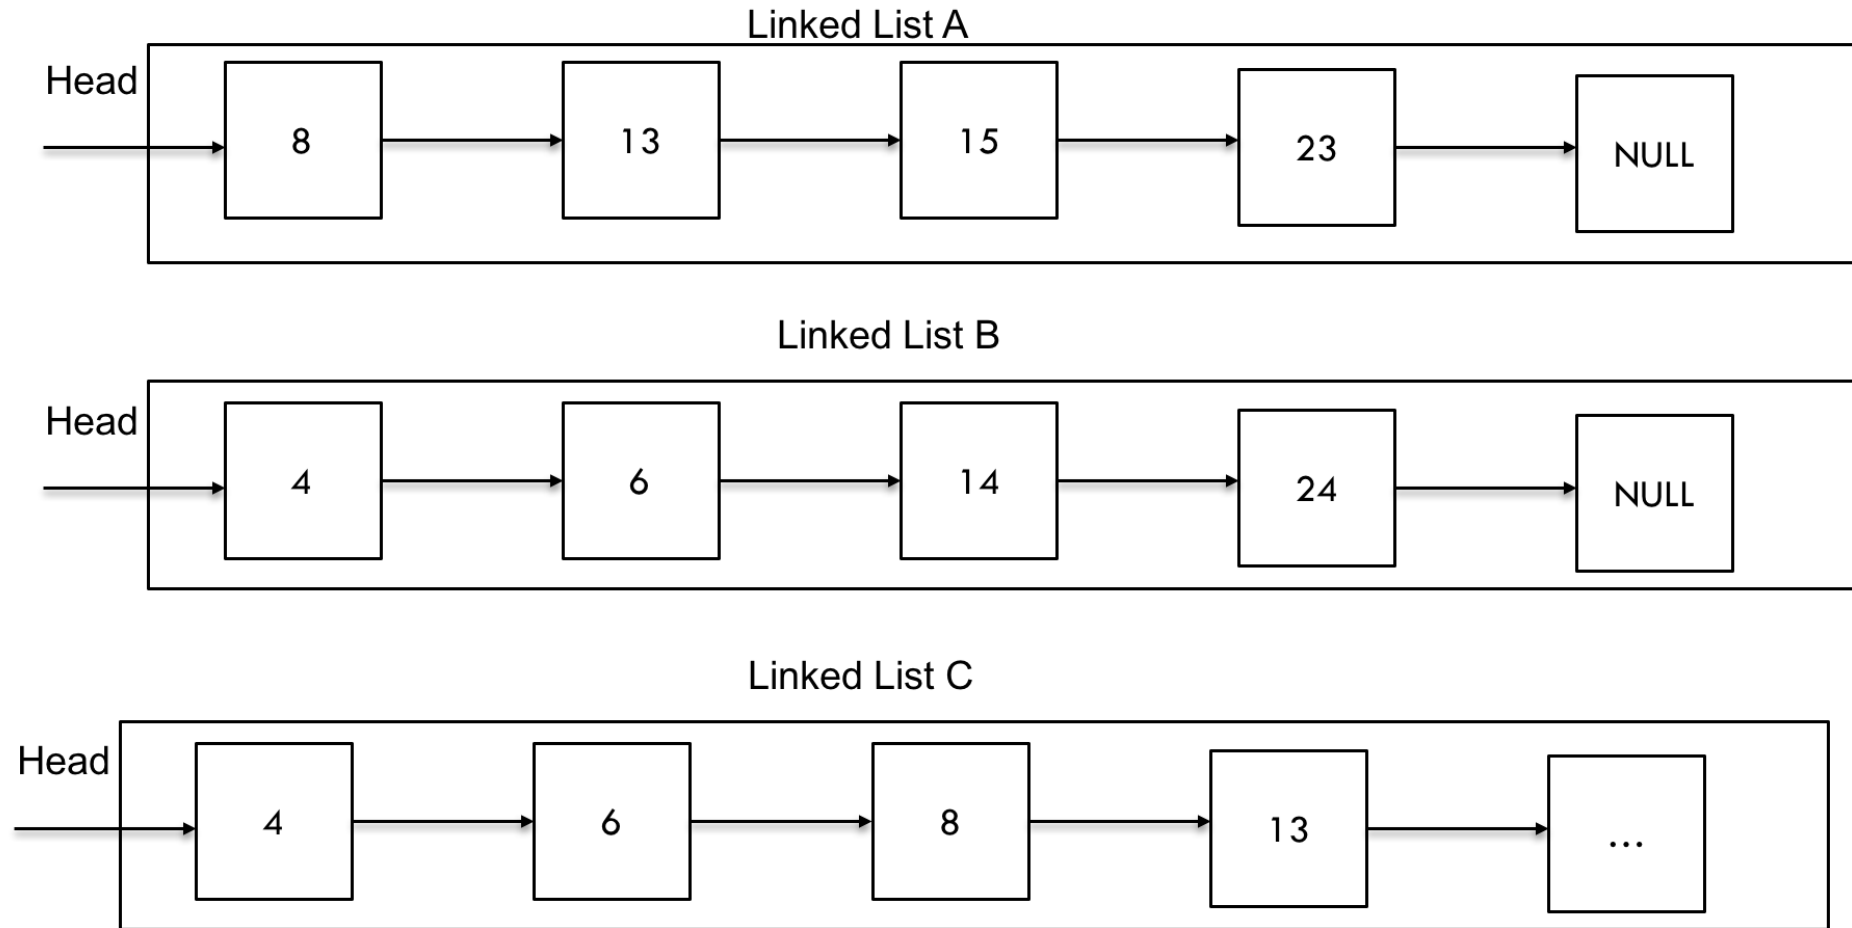 Linked List A
Head
8 13 15 23 NULL
Linked List B
Head
4 6 14 24 NULL
Linked List C
Head
4 6 8 13 ...